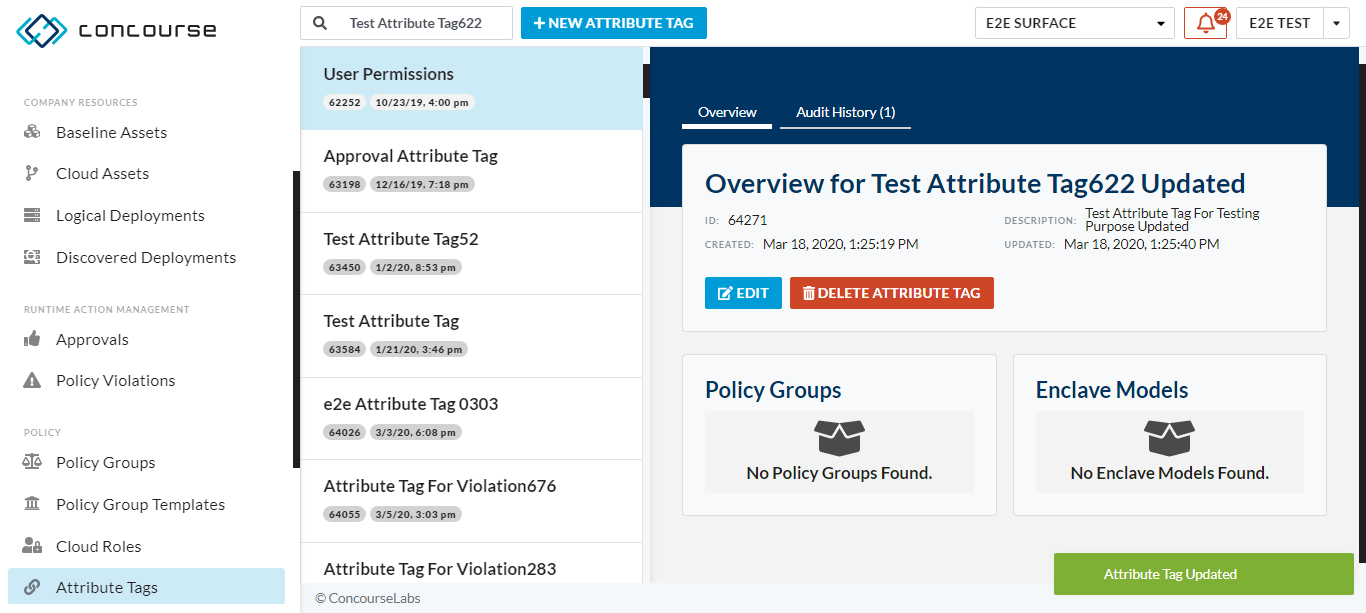 concourse
Test Attribute Tag622
NEW ATTRIBUTE TAG
E2E SURFACE
24
E2E TEST
COMPANY RESOURCES
Baseline Assets
Cloud Assets
Logical Deployments
Discovered Deployments
RUNTIME ACTION MANAGEMENT
Approvals
Policy Violations
POLICY
Policy Groups
Policy Group Templates
Cloud Roles
Attribute Tags
User Permissions
62252 10/23/19, 4:00 pm
Approval Attribute Tag
63198 12/16/19, 7:18 pm
Test Attribute Tag52
63450 1/2/20, 8:53 pm
Test Attribute Tag
63584 1/21/20, 3:46 pm
e2e Attribute Tag 0303
64026 3/3/20, 6:08 pm
Attribute Tag For Violation676
64055 3/5/20, 3:03 pm
Attribute Tag For Violation283
© ConcourseLabs
Overview
Audit History (1)
Overview for Test Attribute Tag622 Updated
ID: 64271
DESCRIPTION: Test Attribute Tag For Testing
Purpose Updated
CREATED: Mar 18, 2020, 1:25:19 PM
UPDATED: Mar 18, 2020, 1:25:40 PM
EDIT
DELETE ATTRIBUTE TAG
Policy Groups
No Policy Groups Found.
Enclave Models
No Enclave Models Found.
Attribute Tag Updated